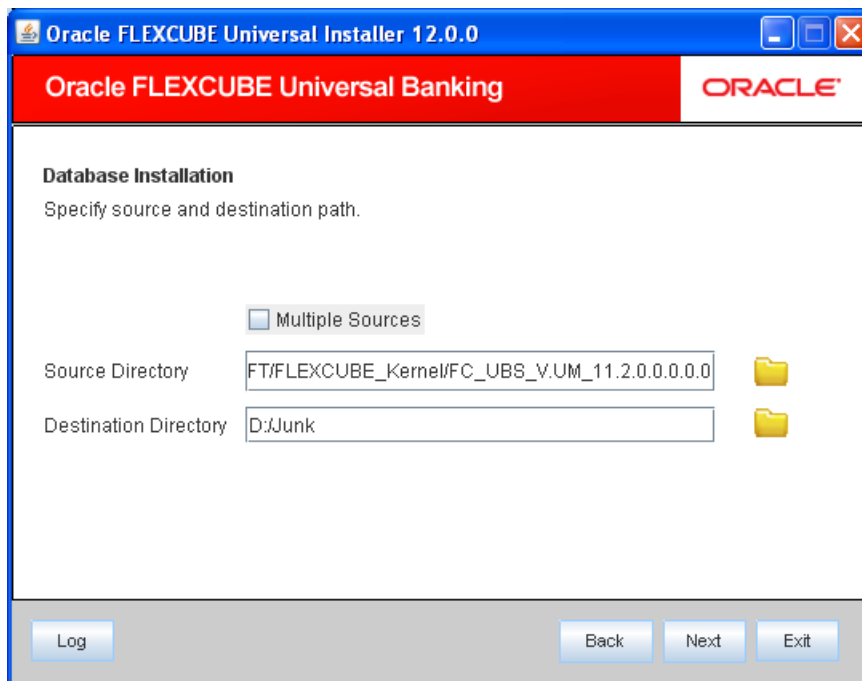 Oracle FLEXCUBE Universal Installer 12.0.0
Oracle FLEXCUBE Universal Banking
ORACLE
Database Installation
Specify source and destination path.
Multiple Sources
Source Directory FT/FLEXCUBE_Kernel/FC_UBS_V.UM_11.2.0.0.0.0.0
Destination Directory D:/Junk
Log Back Next Exit